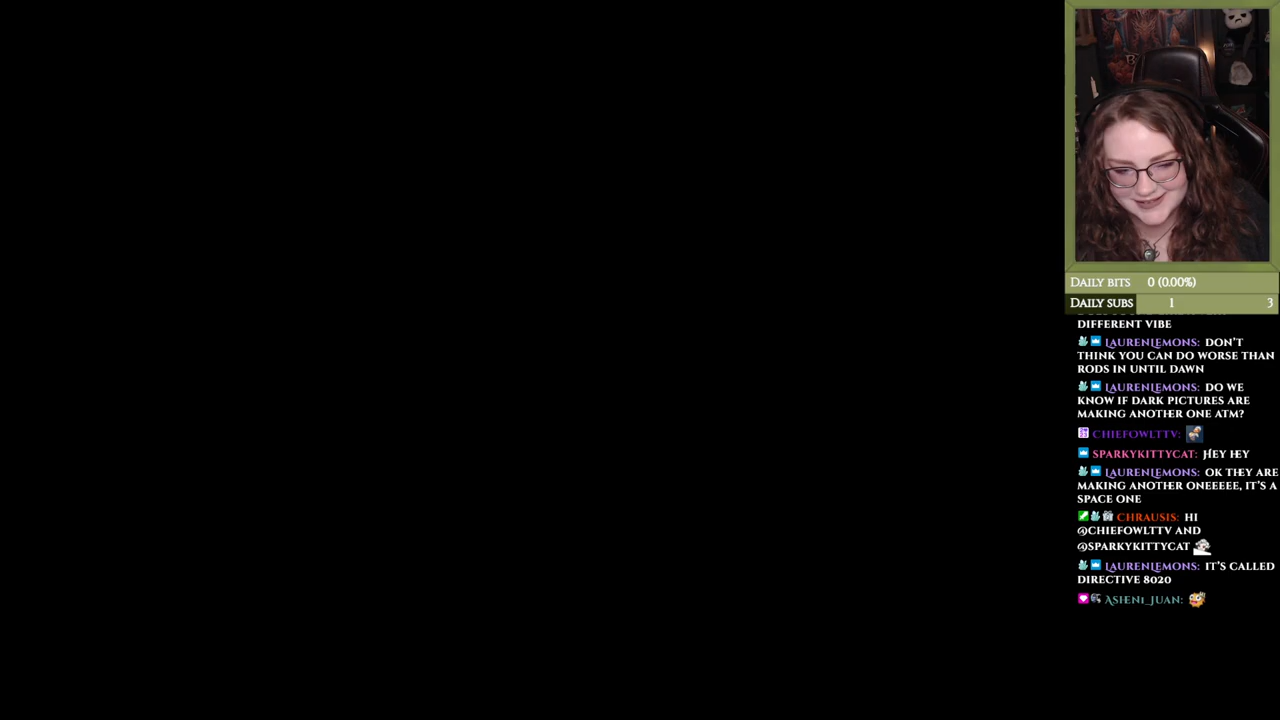 DAILY BITS 0 (0.00%)
DAILY SUBS 1 3
DIFFERENT VIBE
LAURENLEMONS: DON'T
THINK YOU CAN DO WORSE THAN
RODS IN UNTIL DAWN
LAURENLEMONS: DO WE
KNOW IF DARK PICTURES ARE
MAKING ANOTHER ONE ATM?
CHIEFOWLTTV:
SPARKYKITTYCAT: HEY HEY
LAURENLEMONS: OK THEY ARE
MAKING ANOTHER ONEEEEE, IT'S A
SPACE ONE
CHRAUSIS: HI
@CHIEFOWLTTV AND
@SPARKYKITTYCAT
LAURENLEMONS: IT'S CALLED
DIRECTIVE 8020
ASIEN1_JUAN: